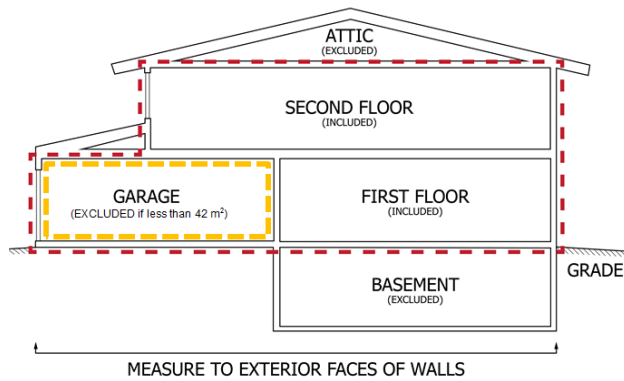 ATTIC
(EXCLUDED)
SECOND FLOOR
(INCLUDED)
GARAGE
(EXCLUDED if less than 42 m²)
FIRST FLOOR
(INCLUDED)
GRADE
BASEMENT
(EXCLUDED)
MEASURE TO EXTERIOR FACES OF WALLS